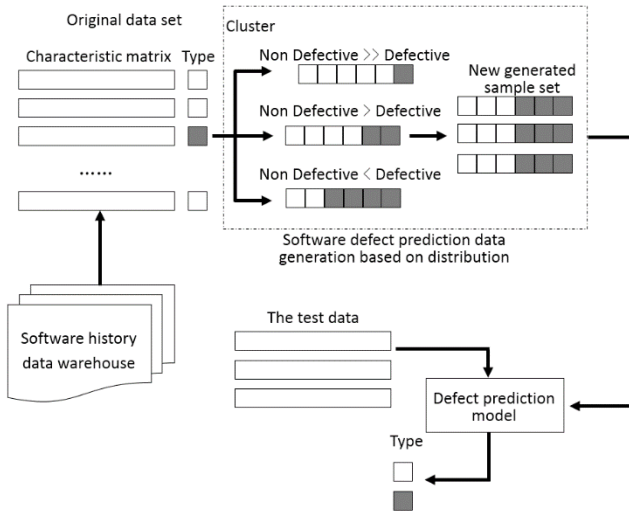 Original data set
Characteristic matrix
Type
......
Software history
data warehouse
Cluster
Non Defective >> Defective
Non Defective > Defective
Non Defective < Defective
New generated
sample set
Software defect prediction data
generation based on distribution
The test data
Defect prediction
model
Type